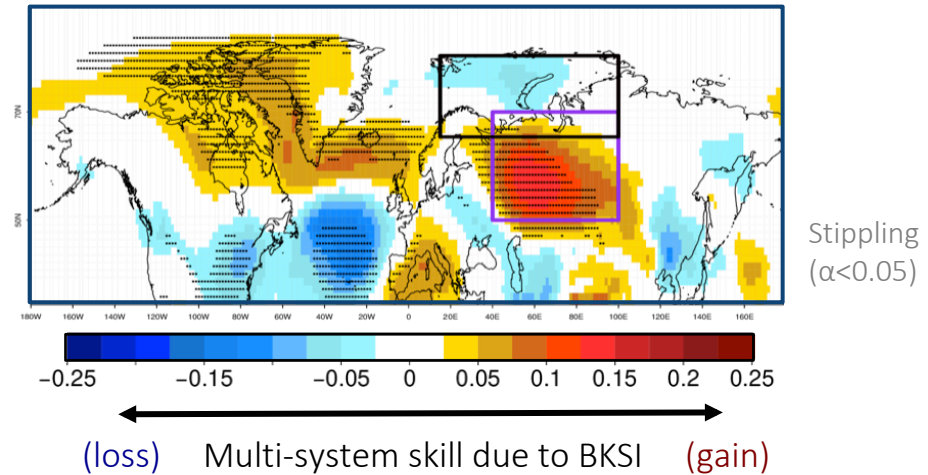 70N
50N
Stippling
(α<0.05)
180W 160W 140W 120W 100W 80W 60W 40W 20W 0 20E 40E 60E 80E 100E 120E 140E 160E
−0.25 −0.15 −0.05 0 0.05 0.1 0.15 0.2 0.25
(loss) Multi-system skill due to BKSI (gain)